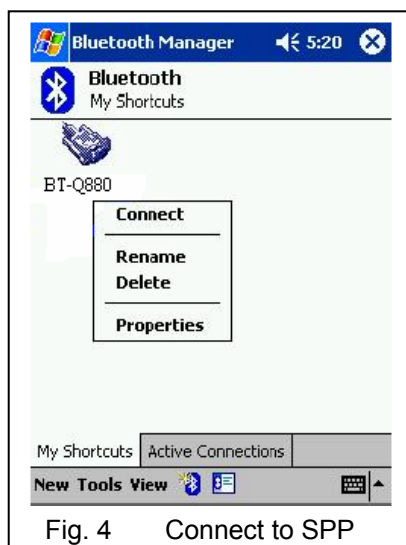 Bluetooth Manager 5:20
Bluetooth
My Shortcuts
BT-Q880
Connect
Rename
Delete
Properties
My Shortcuts Active Connections
New Tools View
Fig. 4 Connect to SPP